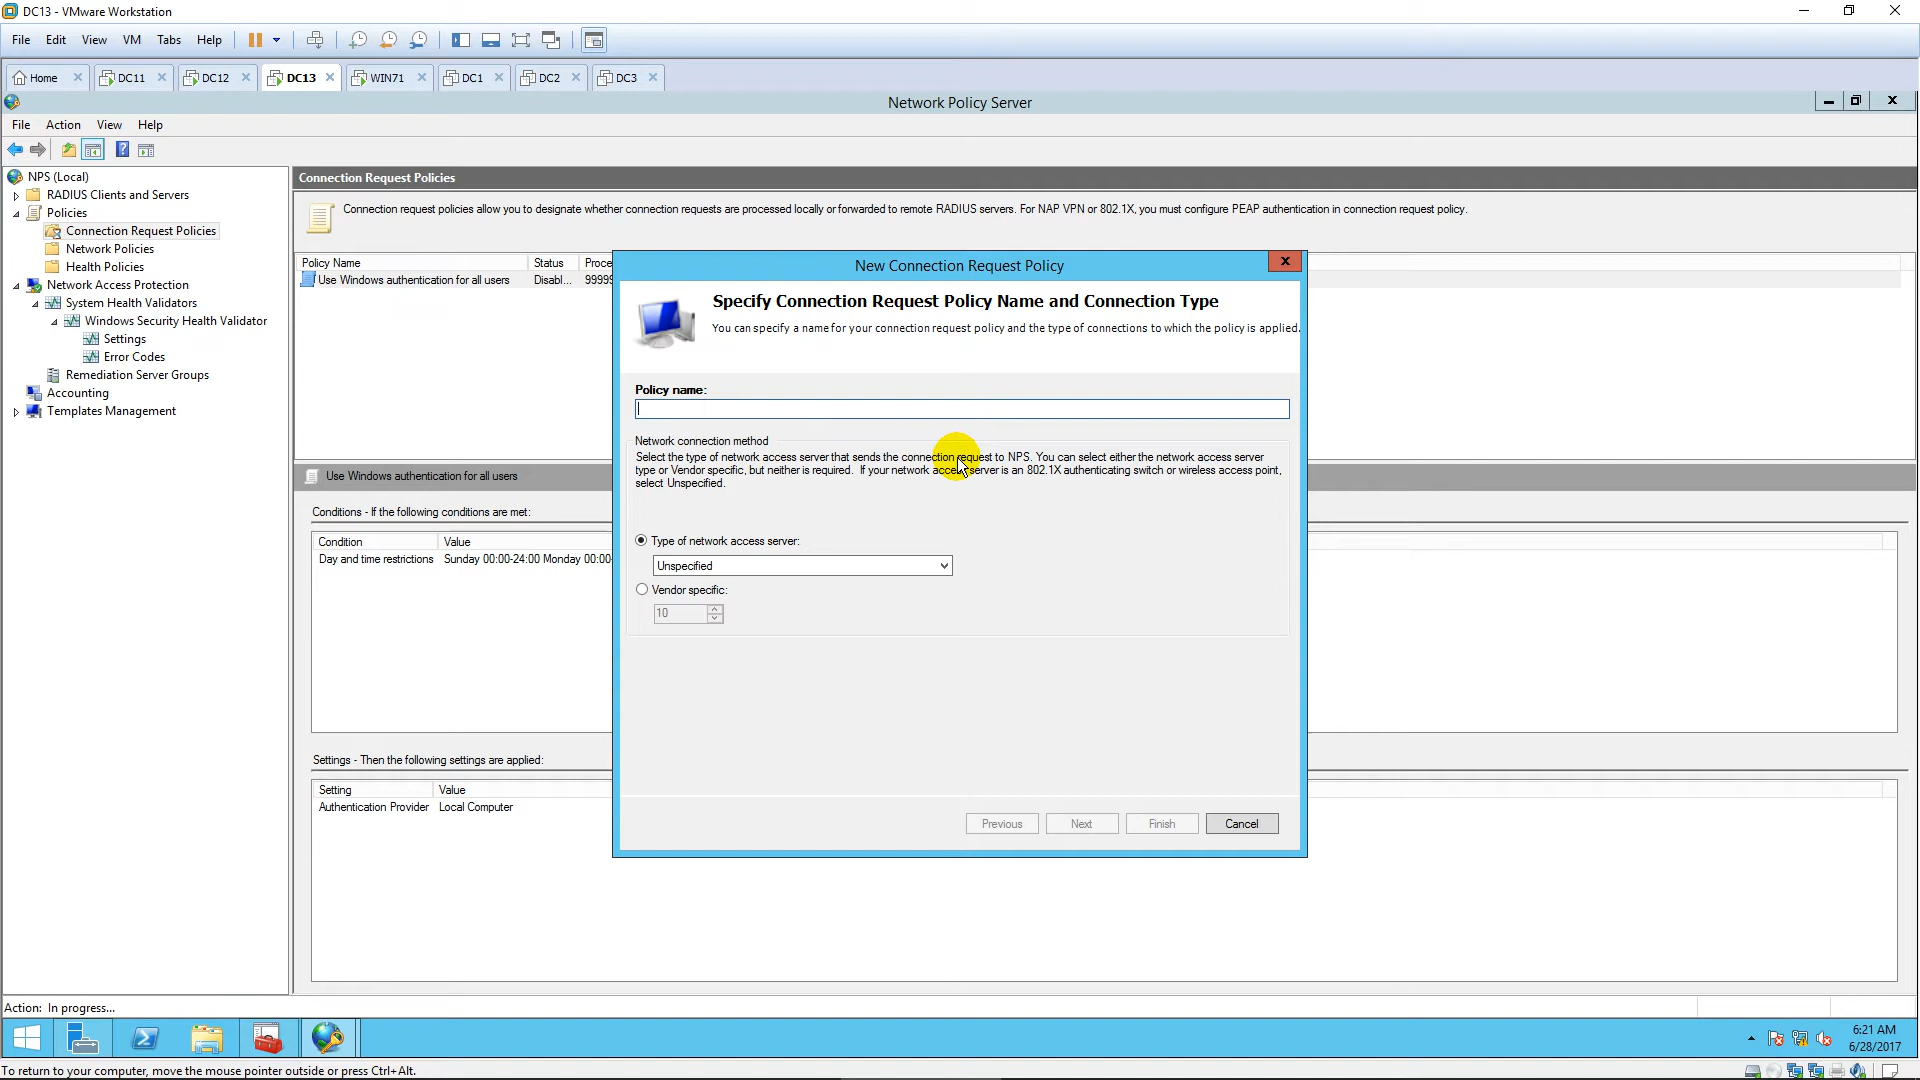 DC13 - VMware Workstation
File Edit View VM Tabs Help
Home DC11 DC12 DC13 WIN71 DC1 DC2 DC3
Network Policy Server
File Action View Help
NPS (Local)
RADIUS Clients and Servers
Policies
Connection Request Policies
Network Policies
Health Policies
Network Access Protection
System Health Validators
Windows Security Health Validator
Settings
Error Codes
Remediation Server Groups
Accounting
Templates Management
Connection Request Policies
Connection request policies allow you to designate whether connection requests are processed locally or forwarded to remote RADIUS servers. For NAP VPN or 802.1X, you must configure PEAP authentication in connection request policy.
Policy Name Status Proce
Use Windows authentication for all users Disabl... 99999
Use Windows authentication for all users
Conditions - If the following conditions are met:
Condition Value
Day and time restrictions Sunday 00:00-24:00 Monday 00:00-
Settings - Then the following settings are applied:
Setting Value
Authentication Provider Local Computer
New Connection Request Policy
Specify Connection Request Policy Name and Connection Type
You can specify a name for your connection request policy and the type of connections to which the policy is applied.
Policy name:
Network connection method
Select the type of network access server that sends the connection request to NPS. You can select either the network access server
type or Vendor specific, but neither is required. If your network access server is an 802.1X authenticating switch or wireless access point,
select Unspecified.
Type of network access server:
Unspecified
Vendor specific:
10
Previous Next Finish Cancel
Action: In progress...
6:21 AM
6/28/2017
To return to your computer, move the mouse pointer outside or press Ctrl+Alt.